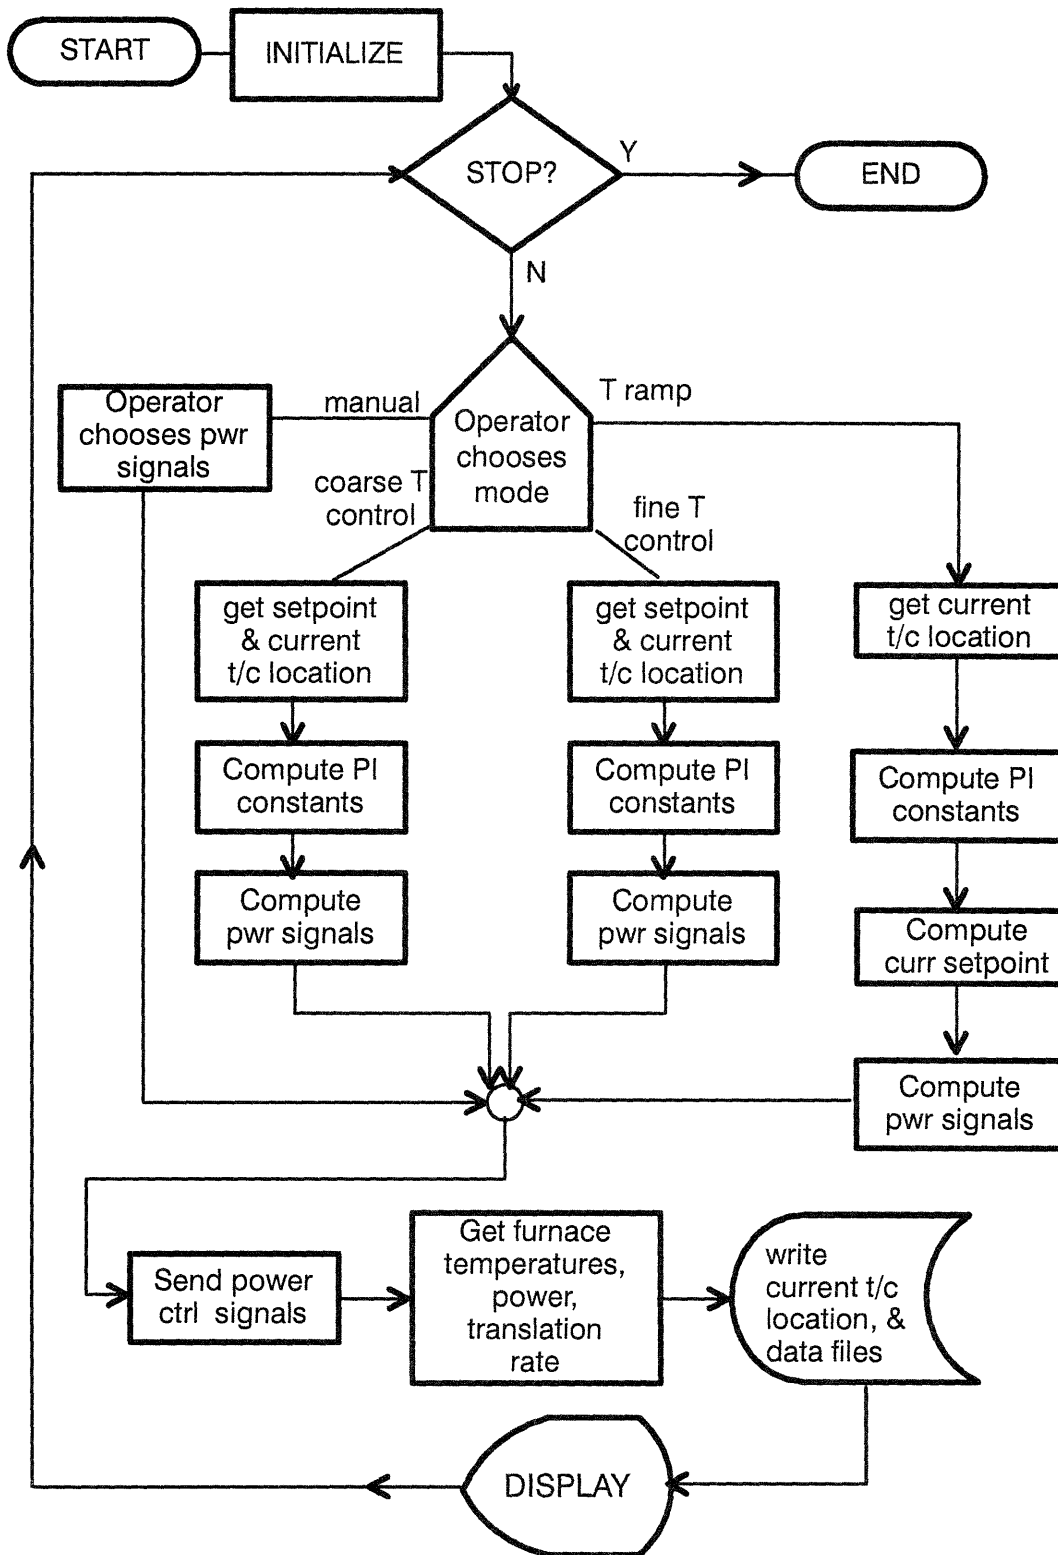 START
INITIALIZE
STOP?
Y
END
N
Operator
chooses pwr
signals
manual
T ramp
Operator
chooses
mode
coarse T
control
fine T
control
get setpoint
& current
t/c location
get setpoint
& current
t/c location
get current
t/c location
Compute PI
constants
Compute PI
constants
Compute PI
constants
Compute
pwr signals
Compute
pwr signals
Compute
curr setpoint
Compute
pwr signals
Send power
ctrl signals
Get furnace
temperatures,
power,
translation
rate
write
current t/c
location, &
data files
DISPLAY